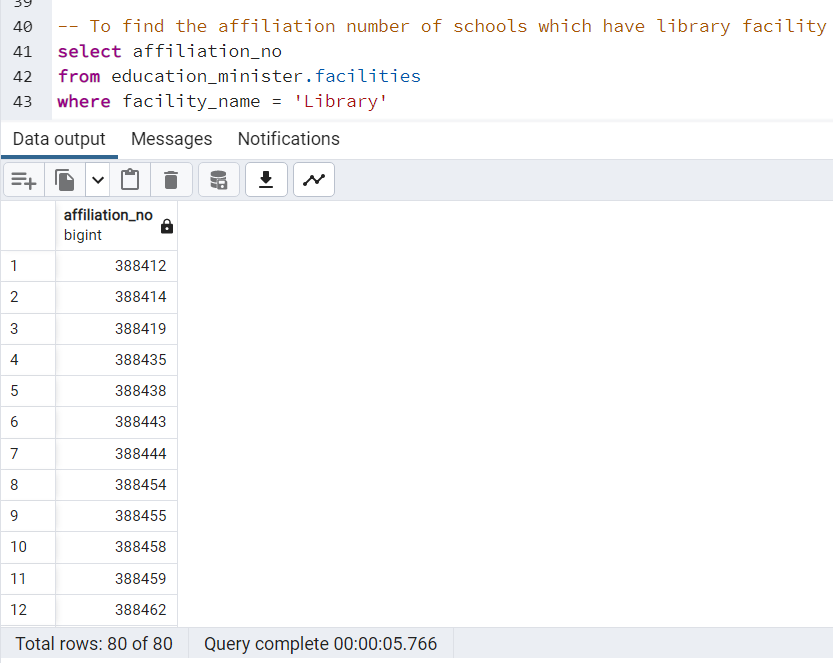 39
40 -- To find the affiliation number of schools which have library facility
41 select affiliation_no
42 from education_minister.facilities
43 where facility_name = 'Library'
Data output Messages Notifications
affiliation_no
bigint
1 388412
2 388414
3 388419
4 388435
5 388438
6 388443
7 388444
8 388454
9 388455
10 388458
11 388459
12 388462
Total rows: 80 of 80 Query complete 00:00:05.766